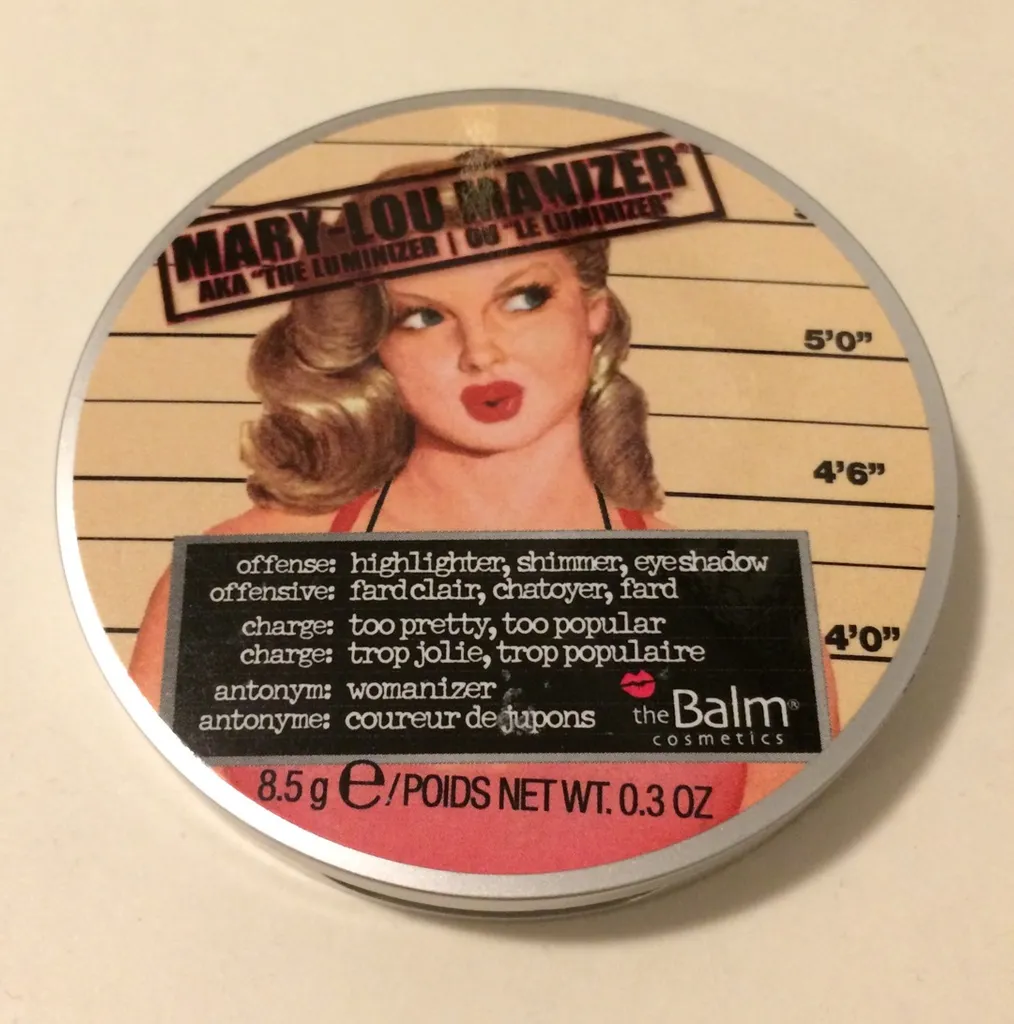 MARY-LOU MANIZER®
AKA "THE LUMINIZER | OU "LE LUMINIZER"
5'0”
4'6”
4'0”
offense: highlighter, shimmer, eyeshadow
offensive: fard clair, chatoyer, fard
charge: too pretty, too popular
charge: trop jolie, trop populaire
antonym: womanizer
antonyme: coureur de jupons
the Balm®
cosmetics
8.5 g e/POIDS NET WT. 0.3 OZ